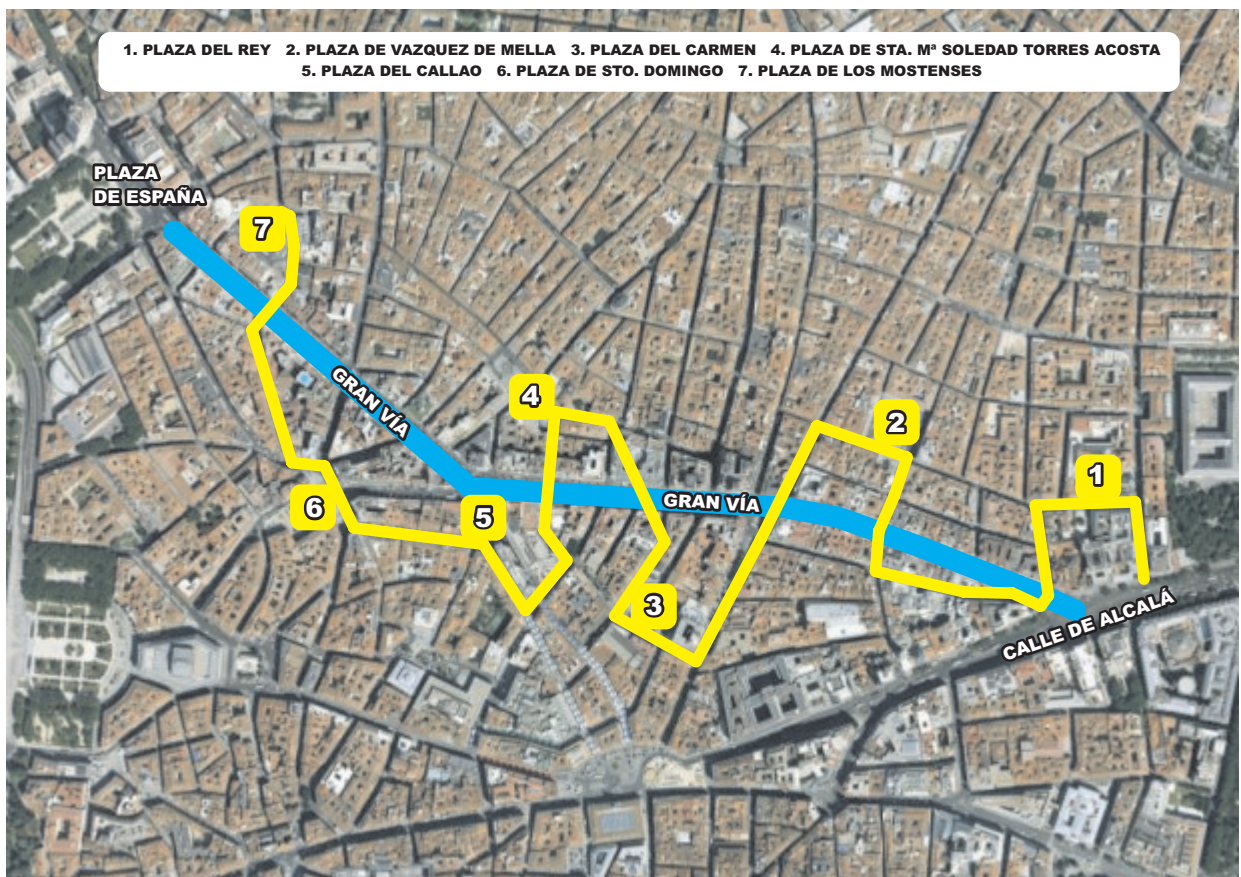 1. PLAZA DEL REY 2. PLAZA DE VAZQUEZ DE MELLA 3. PLAZA DEL CARMEN 4. PLAZA DE STA. Mª SOLEDAD TORRES ACOSTA
5. PLAZA DEL CALLAO 6. PLAZA DE STO. DOMINGO 7. PLAZA DE LOS MOSTENSES
PLAZA
DE ESPAÑA
7
GRAN VÍA
4
2
1
6
5
GRAN VÍA
3
CALLE DE ALCALÁ